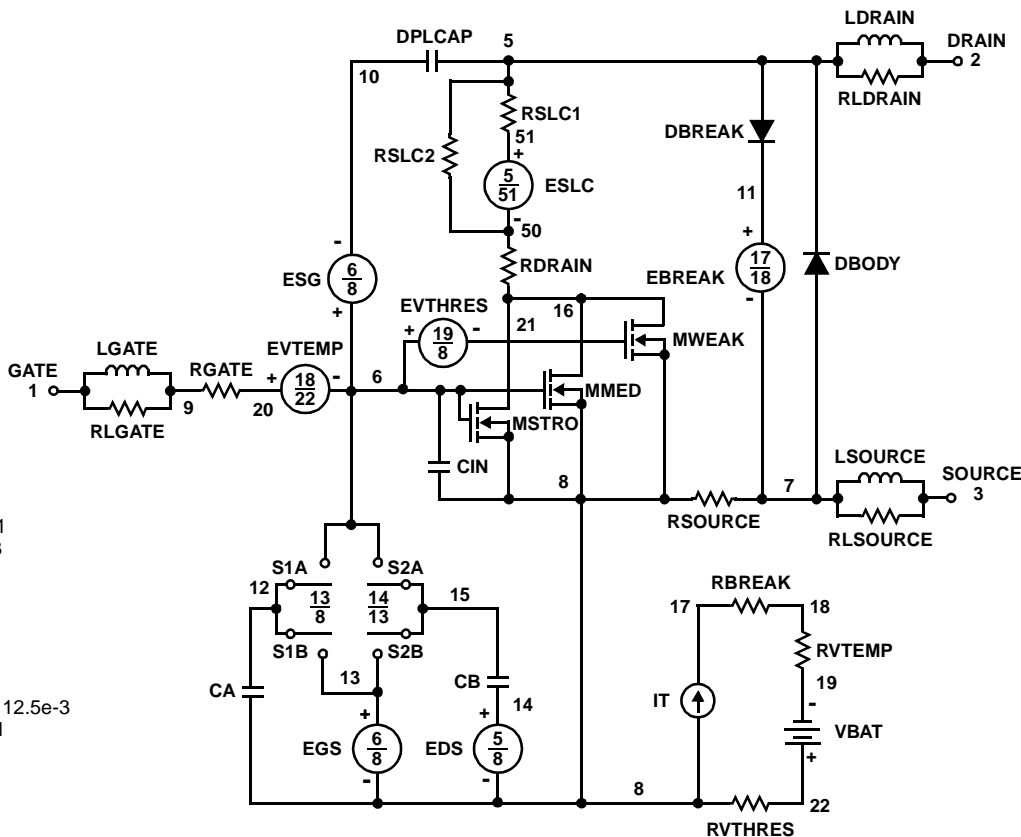 LDRAIN
DPLCAP
5
DRAIN
2
10
RLDRAIN
RSLC1
51
DBREAK
RSLC2
+
5
51
ESLC
11
-
50
-
+
17
18
RDRAIN
EBREAK
DBODY
6
8
ESG
EVTHRES
16
-
+
+
-
21
19
8
MWEAK
LGATE
EVTEMP
GATE
1
RGATE
+
18
22
-
6
MMED
9
20
MSTRO
RLGATE
LSOURCE
CIN
8
7
SOURCE
3
RSOURCE
RLSOURCE
S1A
S2A
12
13
8
14
13
15
RBREAK
17
18
S1B
S2B
RVTEMP
13
CB
19
CA
14
IT
-
12.5e-3
+
+
VBAT
EGS
6
8
EDS
5
8
+
-
-
8
22
RVTHRES